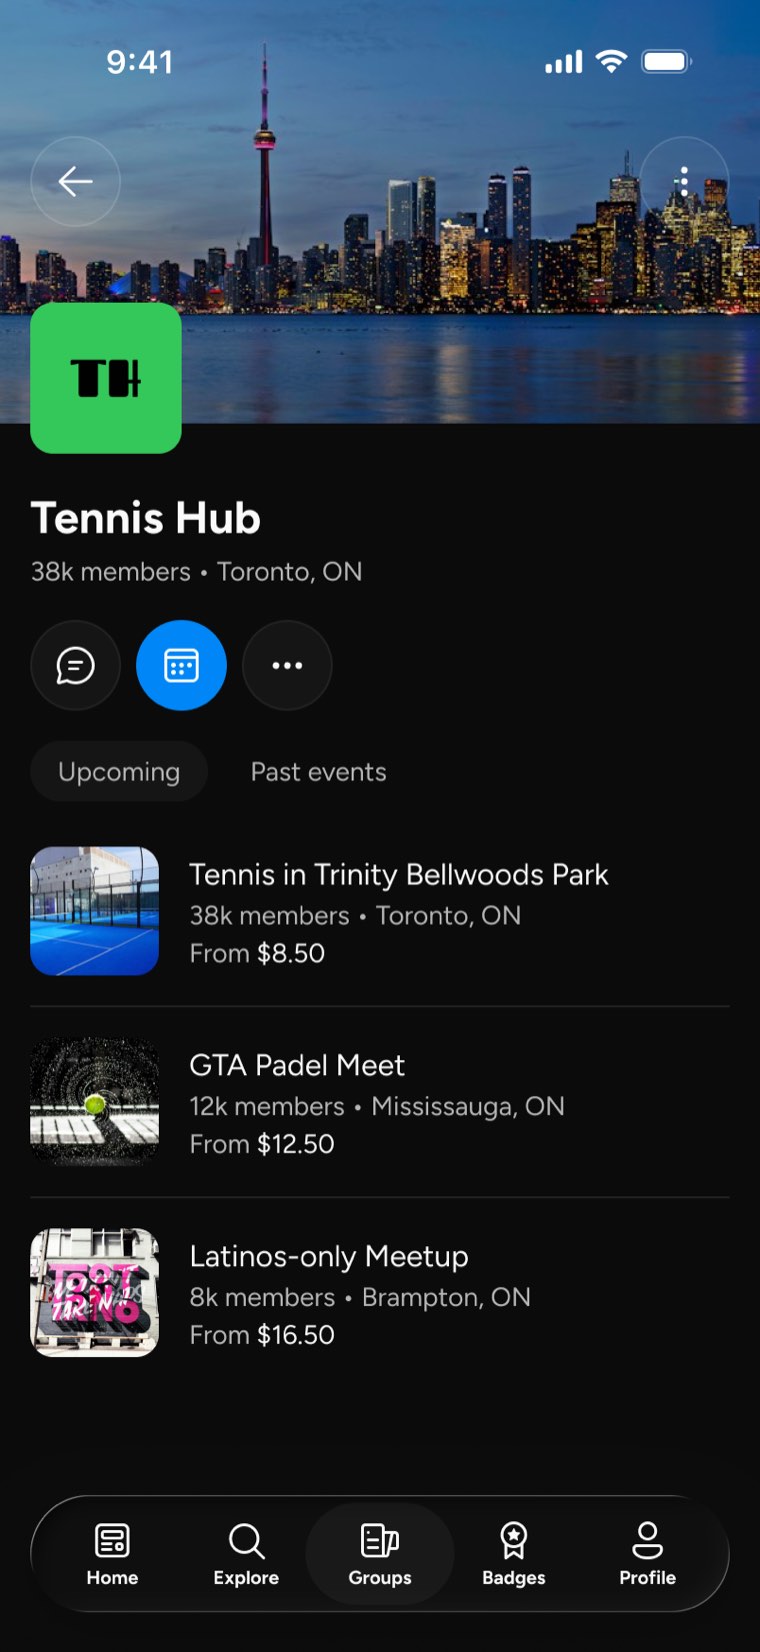 9:41
TH
Tennis Hub
38k members • Toronto, ON
Upcoming
Past events
Tennis in Trinity Bellwoods Park
38k members • Toronto, ON
From $8.50
GTA Padel Meet
12k members • Mississauga, ON
From $12.50
Latinos-only Meetup
8k members • Brampton, ON
From $16.50
Home
Explore
Groups
Badges
Profile